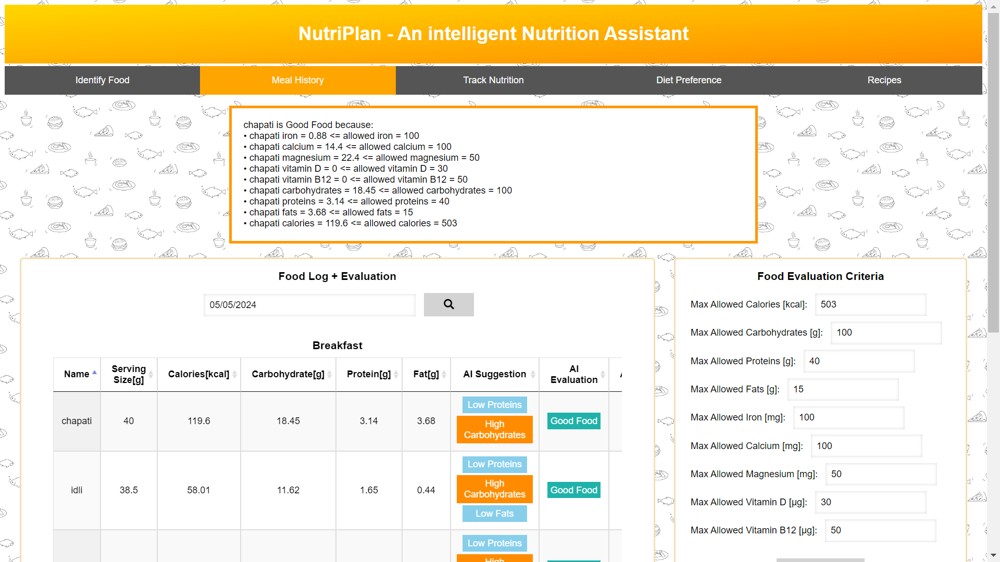 NutriPlan - An intelligent Nutrition Assistant
Identify Food
Meal History
Track Nutrition
Diet Preference
Recipes
chapati is Good Food because:
• chapati iron = 0.88 <= allowed iron = 100
• chapati calcium = 14.4 <= allowed calcium = 100
• chapati magnesium = 22.4 <= allowed magnesium = 50
• chapati vitamin D = 0 <= allowed vitamin D = 30
• chapati vitamin B12 = 0 <= allowed vitamin B12 = 50
• chapati carbohydrates = 18.45 <= allowed carbohydrates = 100
• chapati proteins = 3.14 <= allowed proteins = 40
• chapati fats = 3.68 <= allowed fats = 15
• chapati calories = 119.6 <= allowed calories = 503
Food Log + Evaluation
05/05/2024
Breakfast
Name
Serving
Size[g]
Calories[kcal]
Carbohydrate[g]
Protein[g]
Fat[g]
AI Suggestion
AI
Evaluation
chapati
40
119.6
18.45
3.14
3.68
Low Proteins
High
Carbohydrates
Good Food
idli
38.5
58.01
11.62
1.65
0.44
Low Proteins
High
Carbohydrates
Low Fats
Good Food
Low Proteins
High
Food Evaluation Criteria
Max Allowed Calories [kcal]: 503
Max Allowed Carbohydrates [g]: 100
Max Allowed Proteins [g]: 40
Max Allowed Fats [g]: 15
Max Allowed Iron [mg]: 100
Max Allowed Calcium [mg]: 100
Max Allowed Magnesium [mg]: 50
Max Allowed Vitamin D [µg]: 30
Max Allowed Vitamin B12 [µg]: 50